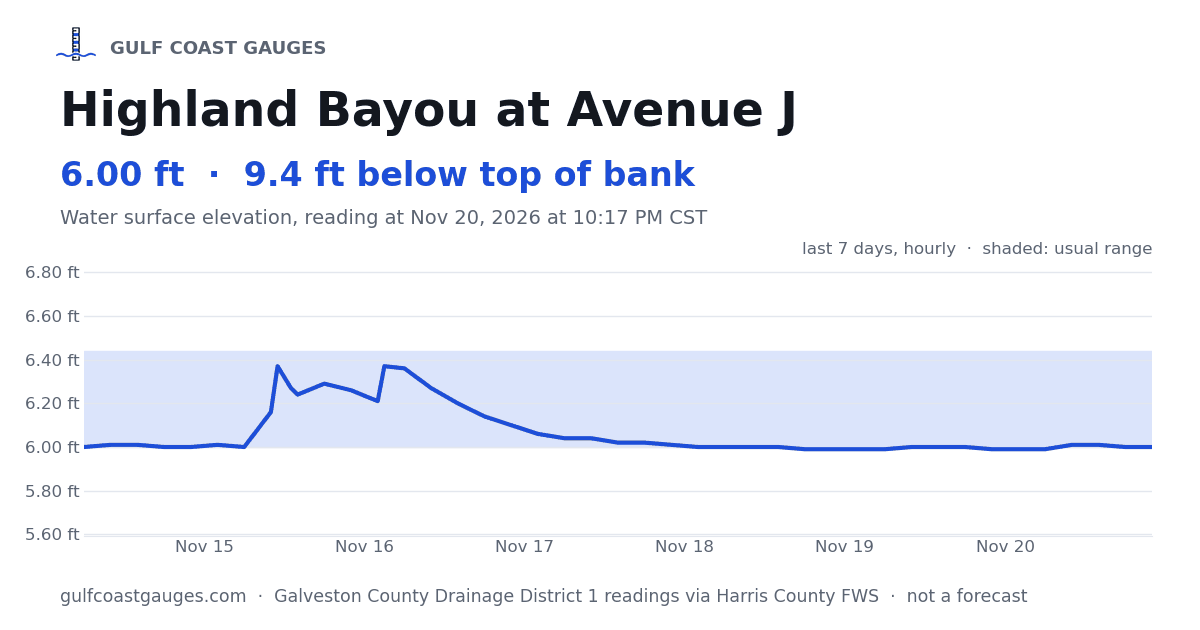 GULF COAST GAUGES
Highland Bayou at Avenue J
6.00 ft · 9.4 ft below top of bank
Water surface elevation, reading at Nov 20, 2026 at 10:17 PM CST
last 7 days, hourly · shaded: usual range
6.80 ft
6.60 ft
6.40 ft
6.20 ft
6.00 ft
5.80 ft
5.60 ft
Nov 15 Nov 16 Nov 17 Nov 18 Nov 19 Nov 20
gulfcoastgauges.com · Galveston County Drainage District 1 readings via Harris County FWS · not a forecast